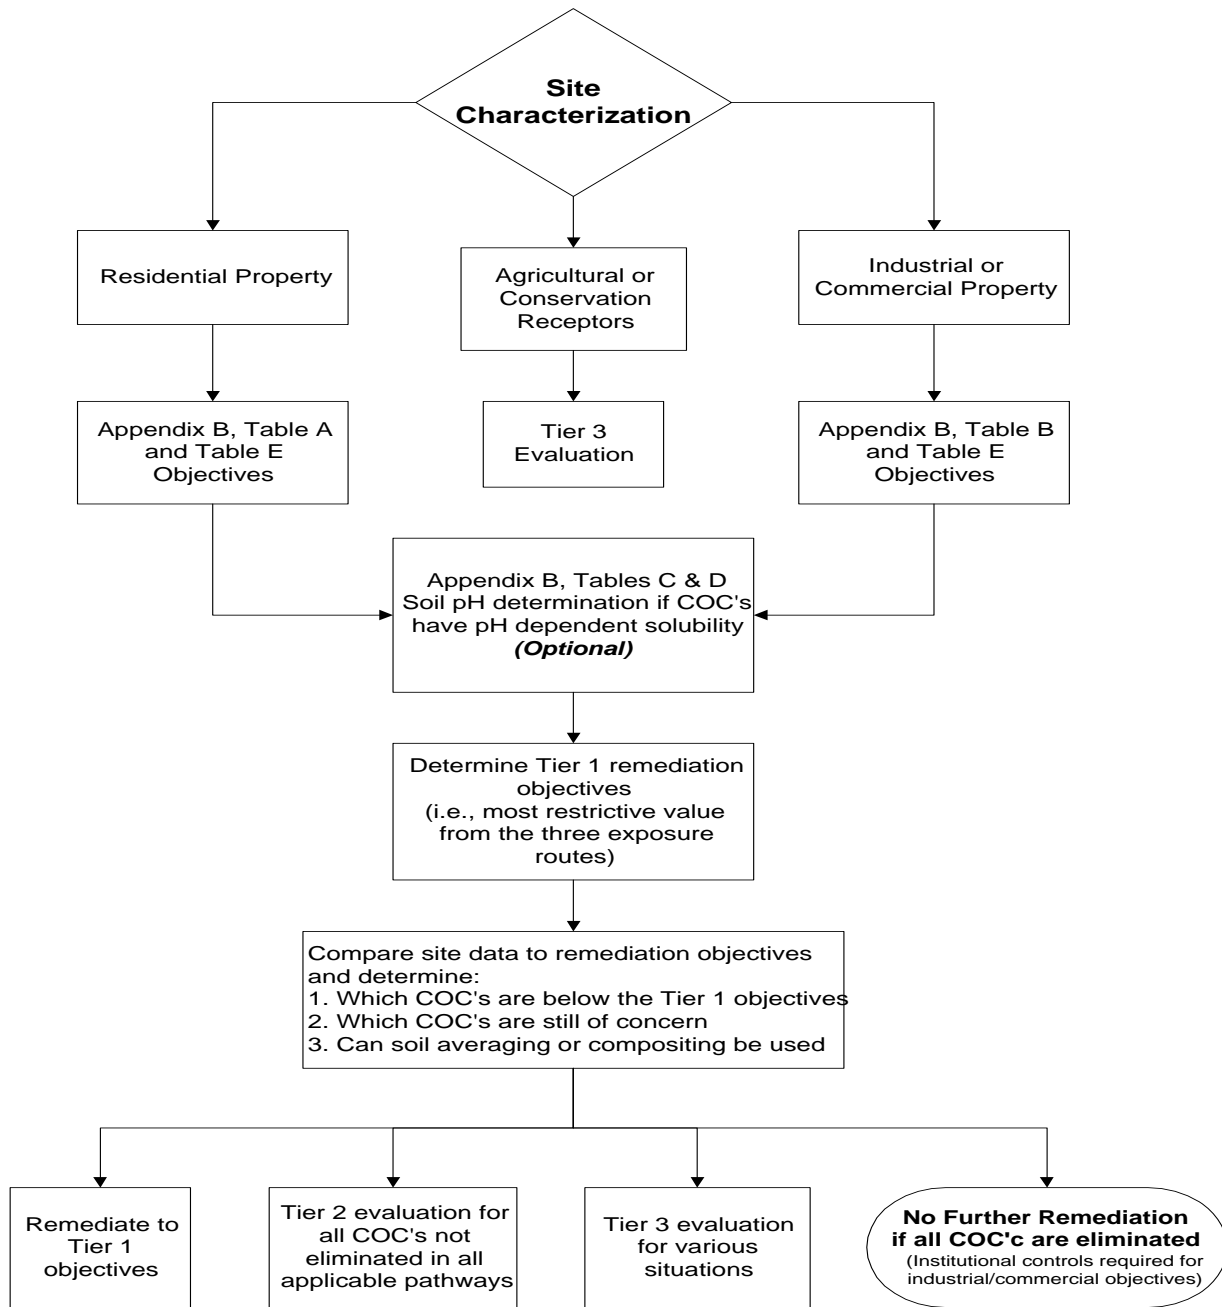 Site
Characterization
Residential Property
Agricultural or
Conservation
Receptors
Industrial or
Commercial Property
Appendix B, Table A
and Table E
Objectives
Tier 3
Evaluation
Appendix B, Table B
and Table E
Objectives
Appendix B, Tables C & D
Soil pH determination if COC's
have pH dependent solubility
(Optional)
Determine Tier 1 remediation
objectives
(i.e., most restrictive value
from the three exposure
routes)
Compare site data to remediation objectives
and determine:
1. Which COC's are below the Tier 1 objectives
2. Which COC's are still of concern
3. Can soil averaging or compositing be used
Remediate to
Tier 1
objectives
Tier 2 evaluation for
all COC's not
eliminated in all
applicable pathways
Tier 3 evaluation
for various
situations
No Further Remediation
if all COC'c are eliminated
(Institutional controls required for
industrial/commercial objectives)